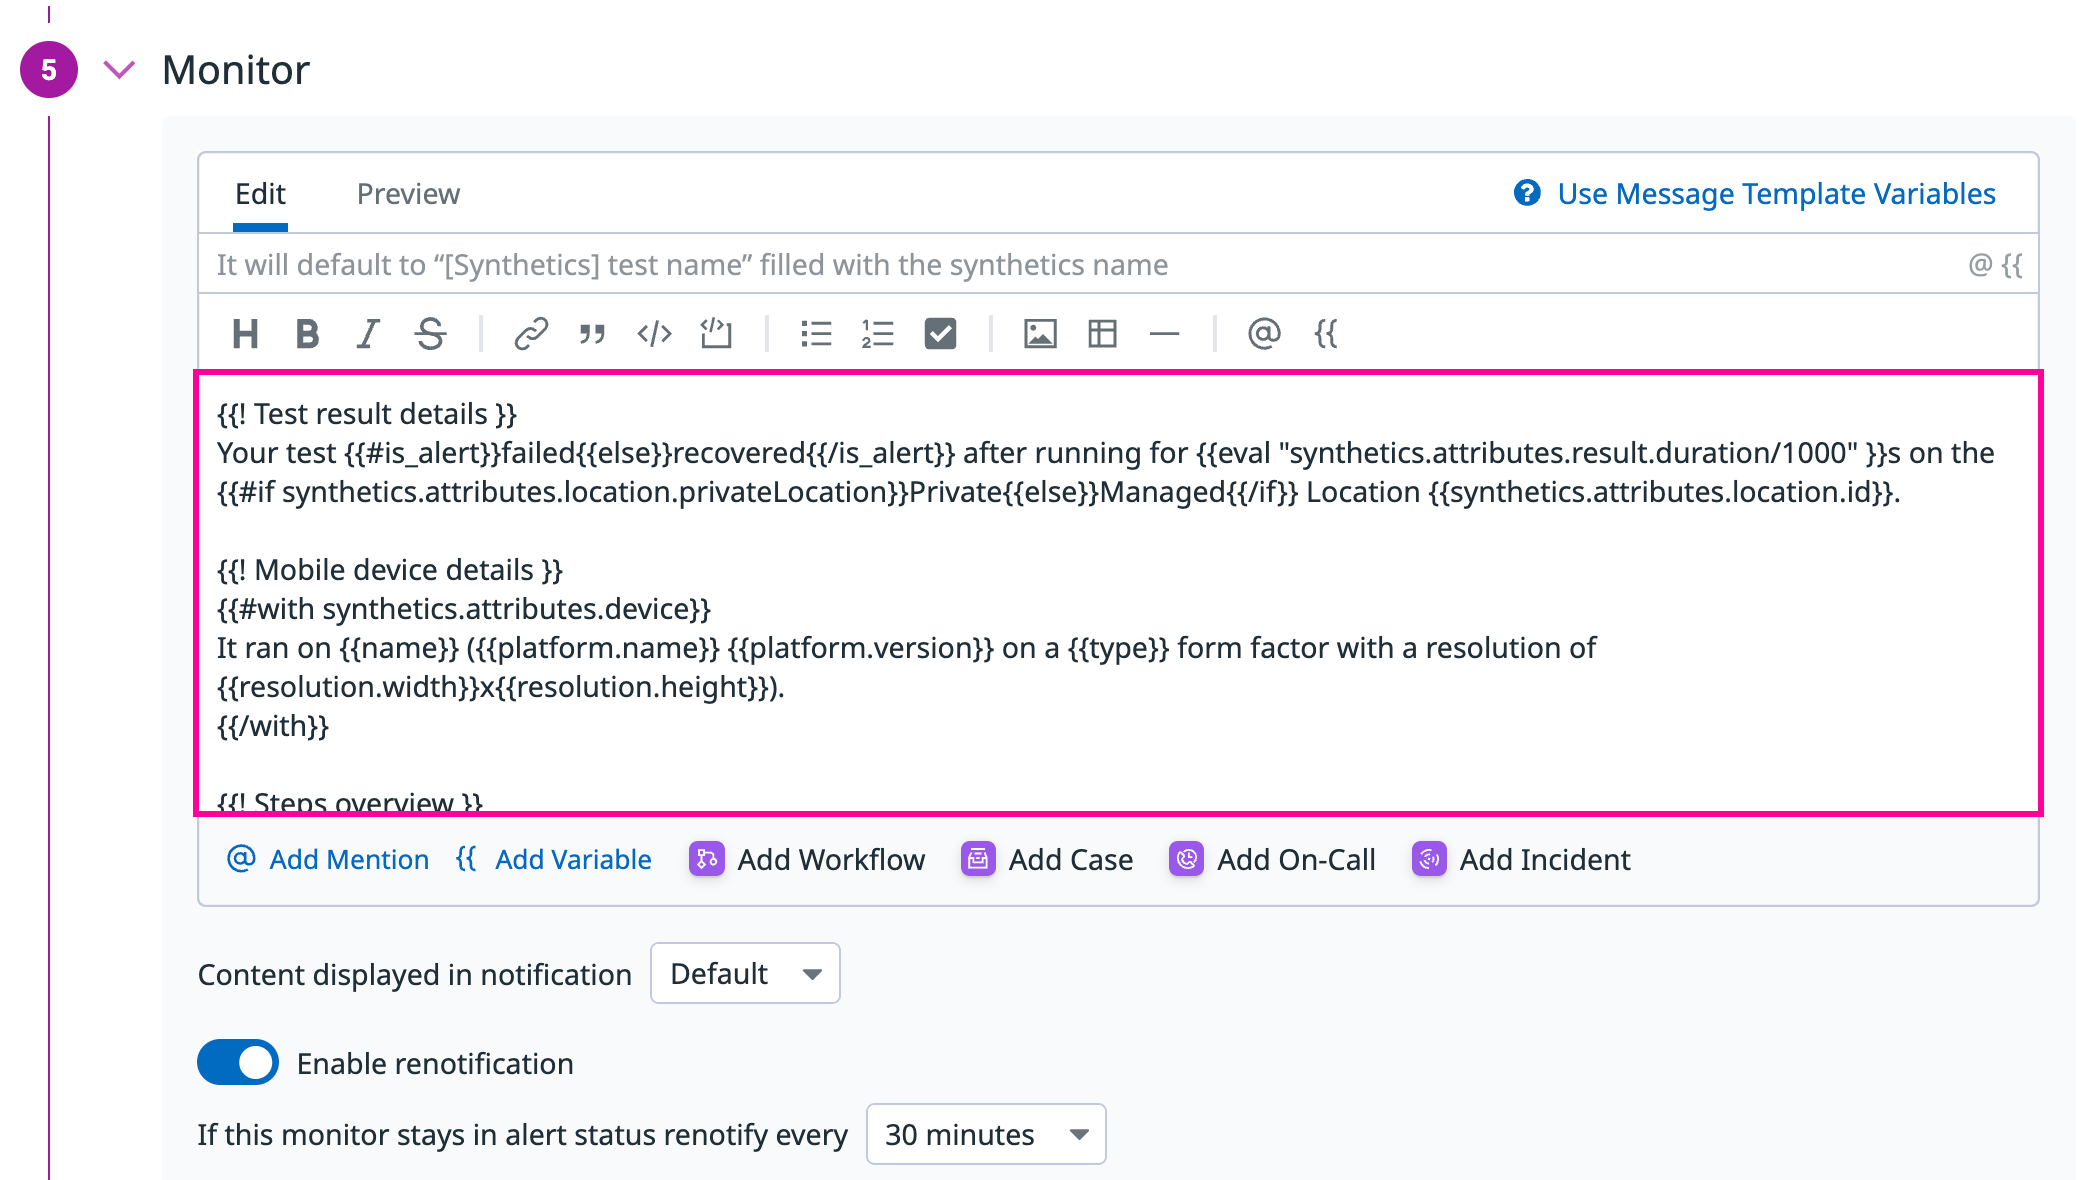 5 Monitor
Edit Preview Use Message Template Variables
It will default to “[Synthetics] test name” filled with the synthetics name @ {{
{{! Test result details }}
Your test {{#is_alert}}failed{{else}}recovered{{/is_alert}} after running for {{eval "synthetics.attributes.result.duration/1000" }}s on the
{{#if synthetics.attributes.location.privateLocation}}Private{{else}}Managed{{/if}} Location {{synthetics.attributes.location.id}}.
{{! Mobile device details }}
{{#with synthetics.attributes.device}}
It ran on {{name}} ({{platform.name}} {{platform.version}} on a {{type}} form factor with a resolution of
{{resolution.width}}x{{resolution.height}}).
{{/with}}
{{! Steps overview }}
@ Add Mention {{ Add Variable Add Workflow Add Case Add On-Call Add Incident
Content displayed in notification Default
Enable renotification
If this monitor stays in alert status renotify every 30 minutes